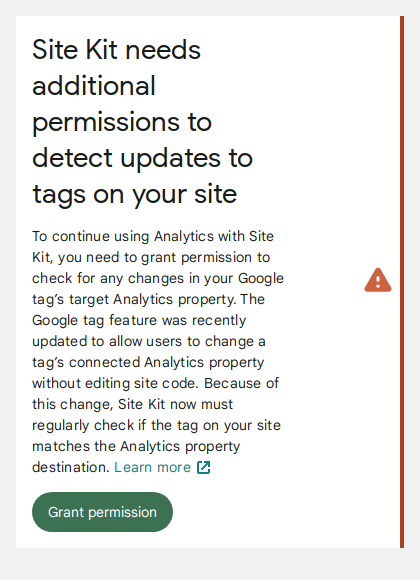 Site Kit needs
additional
permissions to
detect updates to
tags on your site
To continue using Analytics with Site
Kit, you need to grant permission to
check for any changes in your Google
tag’s target Analytics property. The
Google tag feature was recently
updated to allow users to change a
tag’s connected Analytics property
without editing site code. Because of
this change, Site Kit now must
regularly check if the tag on your site
matches the Analytics property
destination. Learn more
Grant permission